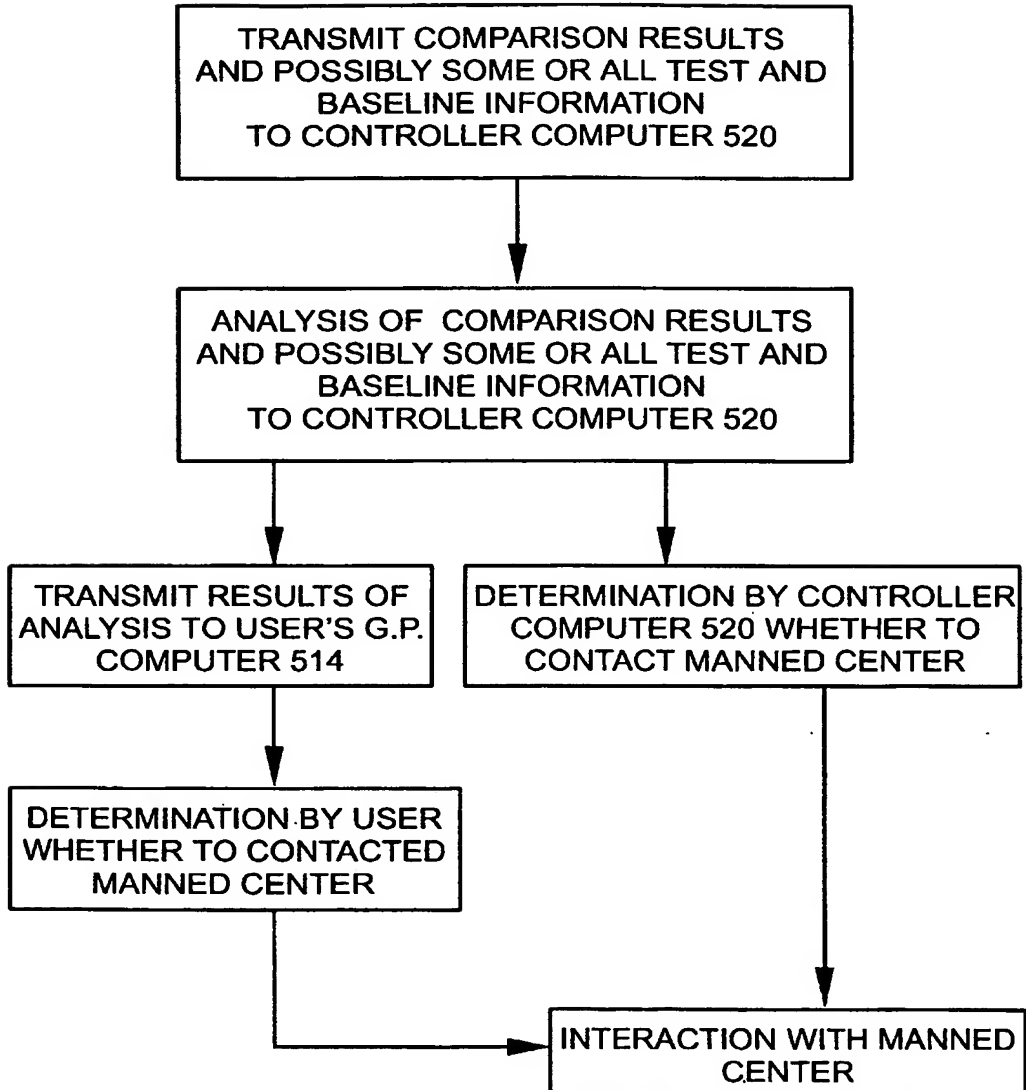 TRANSMIT COMPARISON RESULTS
AND POSSIBLY SOME OR ALL TEST AND
BASELINE INFORMATION
TO CONTROLLER COMPUTER 520
ANALYSIS OF COMPARISON RESULTS
AND POSSIBLY SOME OR ALL TEST AND
BASELINE INFORMATION
TO CONTROLLER COMPUTER 520
TRANSMIT RESULTS OF
ANALYSIS TO USER'S G.P.
COMPUTER 514
DETERMINATION BY CONTROLLER
COMPUTER 520 WHETHER TO
CONTACT MANNED CENTER
DETERMINATION BY USER
WHETHER TO CONTACTED
MANNED CENTER
INTERACTION WITH MANNED
CENTER